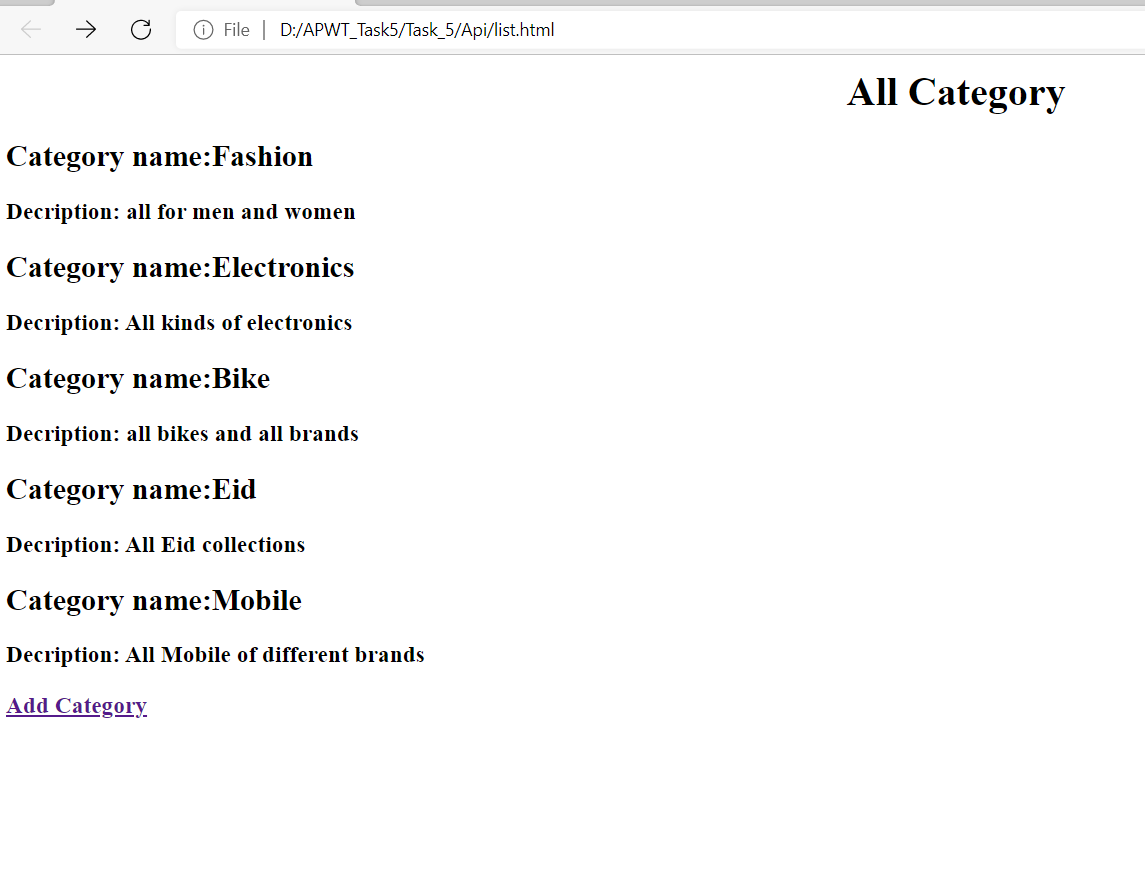 File | D:/APWT_Task5/Task_5/Api/list.html
All Category
Category name:Fashion
Decription: all for men and women
Category name:Electronics
Decription: All kinds of electronics
Category name:Bike
Decription: all bikes and all brands
Category name:Eid
Decription: All Eid collections
Category name:Mobile
Decription: All Mobile of different brands
Add Category